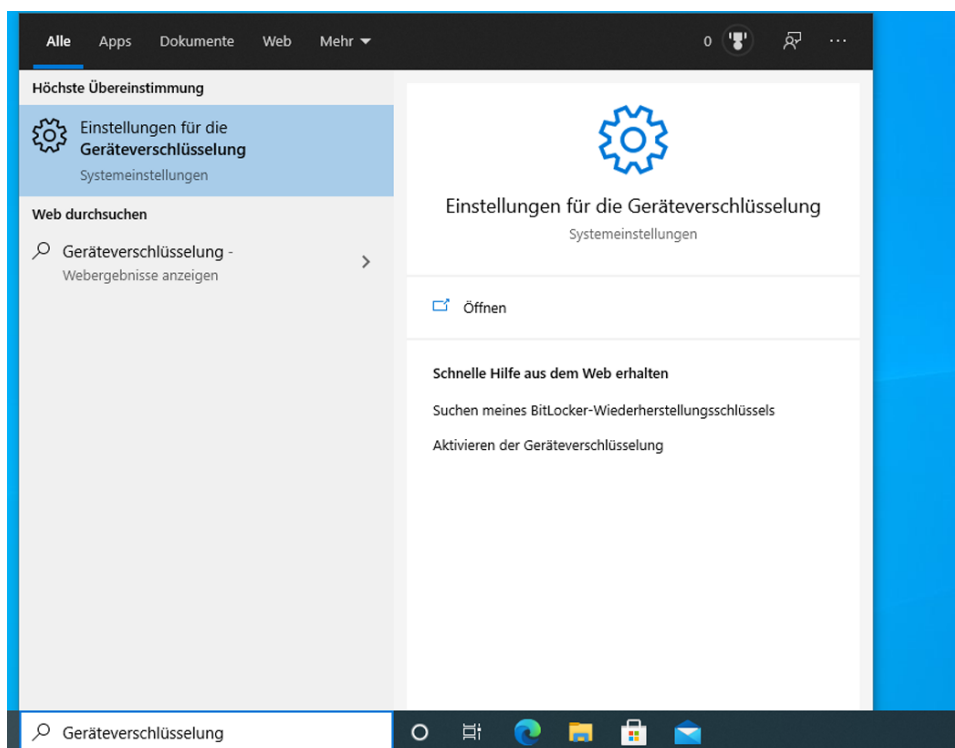 Alle Apps Dokumente Web Mehr 0 ...
Höchste Übereinstimmung
Einstellungen für die
Geräteverschlüsselung
Systemeinstellungen
Web durchsuchen
Geräteverschlüsselung -
Webergebnisse anzeigen
Einstellungen für die Geräteverschlüsselung
Systemeinstellungen
Öffnen
Schnelle Hilfe aus dem Web erhalten
Suchen meines BitLocker-Wiederherstellungsschlüssels
Aktivieren der Geräteverschlüsselung
Geräteverschlüsselung